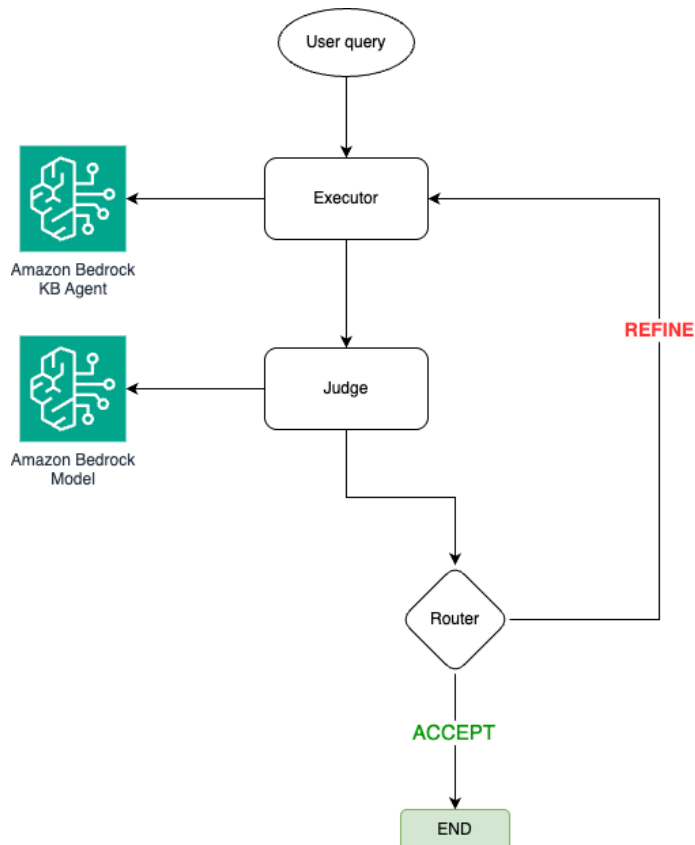 User query
Executor
Amazon Bedrock
KB Agent
REFINE
Judge
Amazon Bedrock
Model
Router
ACCEPT
END